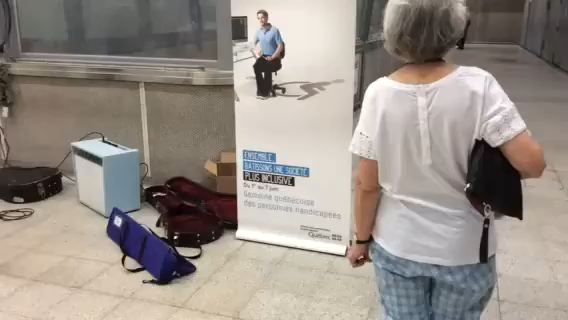 ENSEMBLE
BÂTISSONS UNE SOCIÉTÉ
PLUS INCLUSIVE
Du 1er au 7 juin
Semaine québécoise
des personnes handicapées
Québec